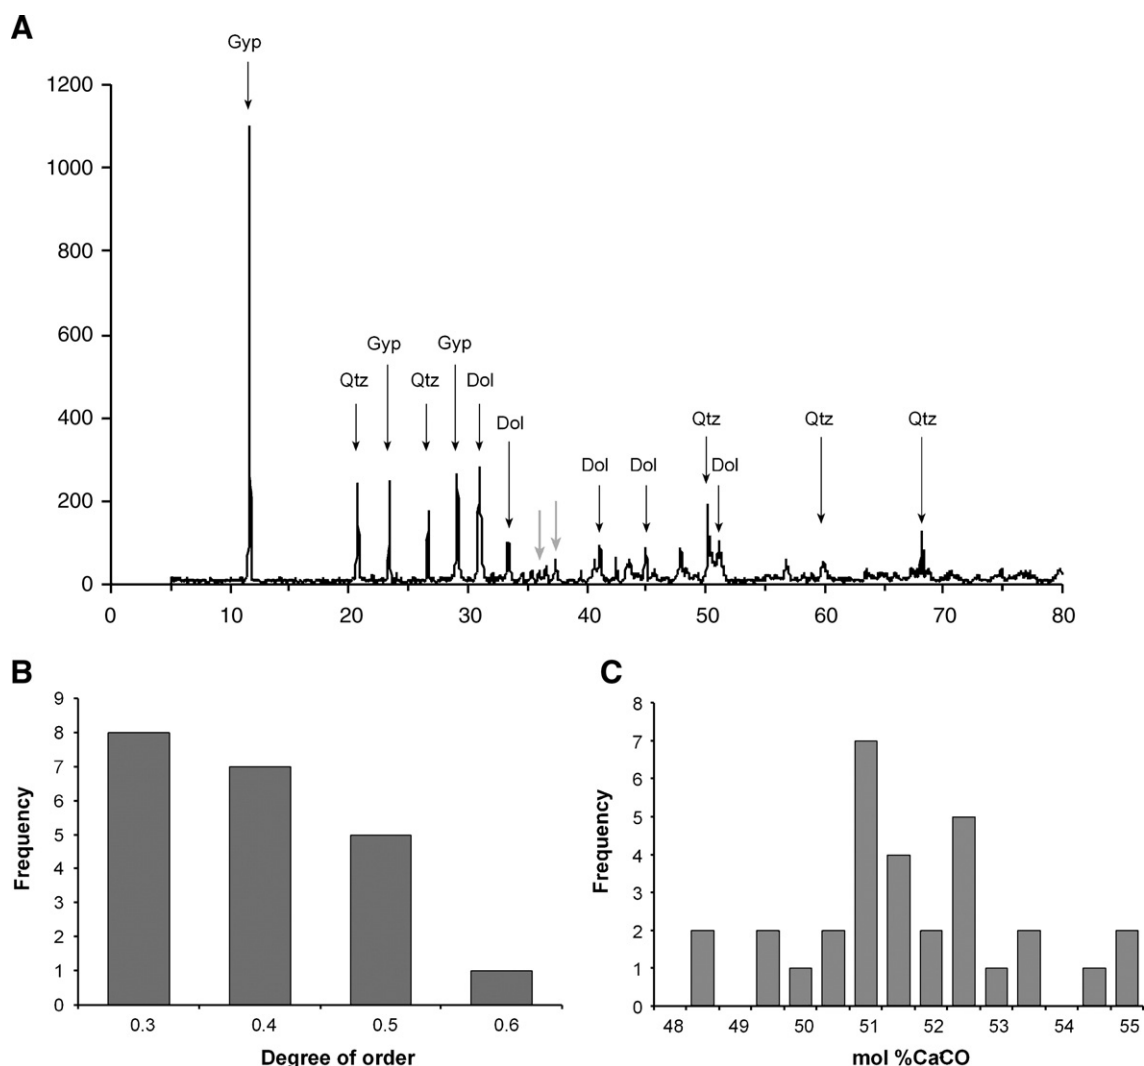 A
Gyp
1200
1000
800
600
400
200
0
Gyp
Gyp
Qtz
Qtz
Dol
Dol
Dol
Dol
Qtz
Dol
Qtz
Qtz
0 10 20 30 40 50 60 70 80
B
9
8
7
6
5
4
3
2
1
0
Frequency
0.3 0.4 0.5 0.6
Degree of order
C
8
7
6
5
4
3
2
1
0
Frequency
48 49 50 51 52 53 54 55
mol %CaCO